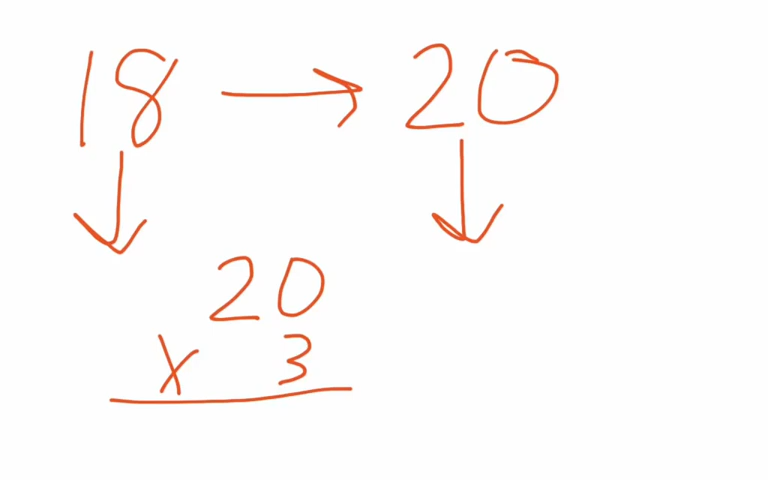 18 → 20
↓ ↓
20
x 3